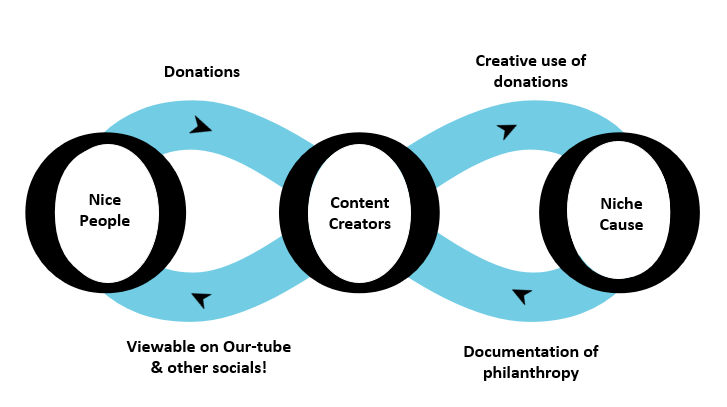 Donations
Creative use of
donations
Nice
People
Content
Creators
Niche
Cause
Viewable on Our-tube
& other socials!
Documentation of
philanthropy